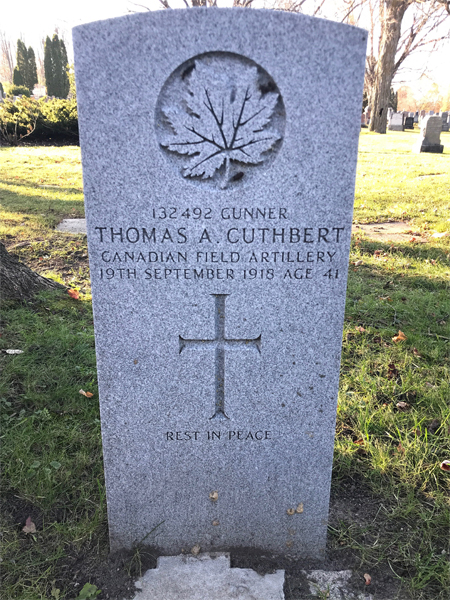 132492 GUNNER
THOMAS A. CUTHBERT
CANADIAN FIELD ARTILLERY
19TH SEPTEMBER 1918 AGE 41
REST IN PEACE